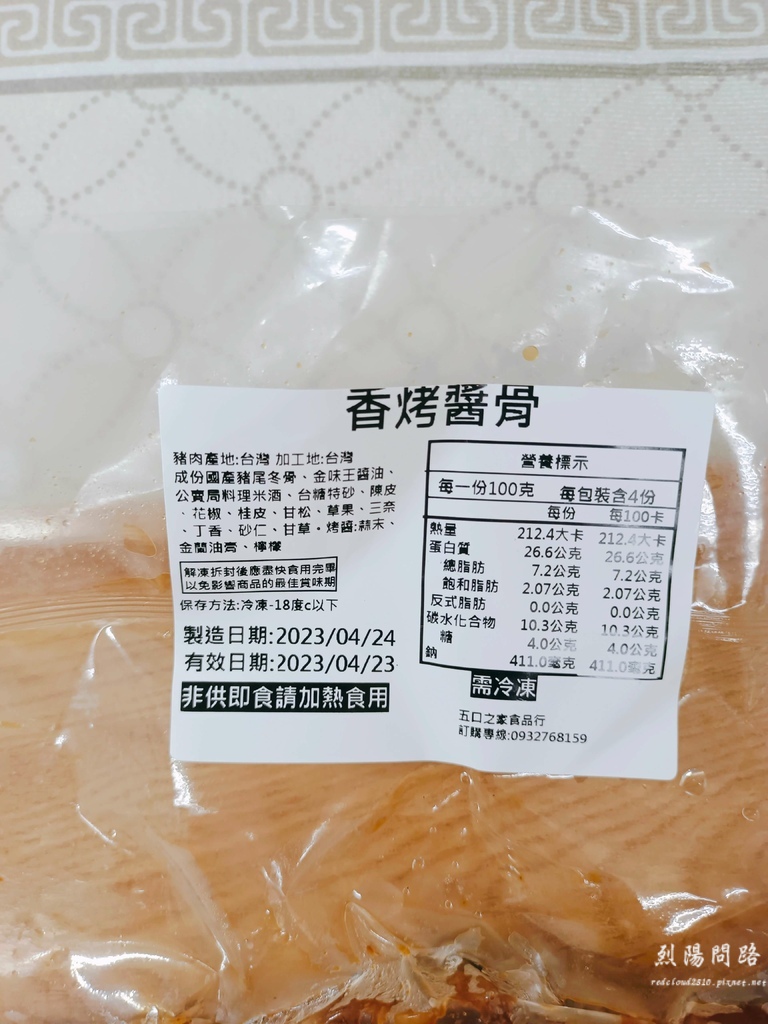 香烤醬骨
豬肉產地:台灣 加工地:台灣
成份國產豬尾冬骨、金味王醬油、
公賣局料理米酒、台糖特砂、陳皮
、花椒、桂皮、甘松、草果、三奈
、丁香、砂仁、甘草·烤醬:蒜末、
金蘭油膏、檸檬
解凍拆封後應盡快食用完畢
以免影響商品的最佳賞味期
保存方法:冷凍-18度c以下
製造日期:2023/04/24
有效日期:2023/04/23
非供即食請加熱食用
營養標示
每一份100克 每包裝含4份
每份 每100卡
熱量 212.4大卡 212.4大卡
蛋白質 26.6公克 26.6公克
總脂肪 7.2公克 7.2公克
飽和脂肪 2.07公克 2.07公克
反式脂肪 0.0公克 0.0公克
碳水化合物 10.3公克 10.3公克
糖 4.0公克 4.0公克
鈉 411.0毫克 411.0毫克
需冷凍
五口之家食品行
訂購專線:0932768159
烈陽問路
redcloud2510.pixnet.net